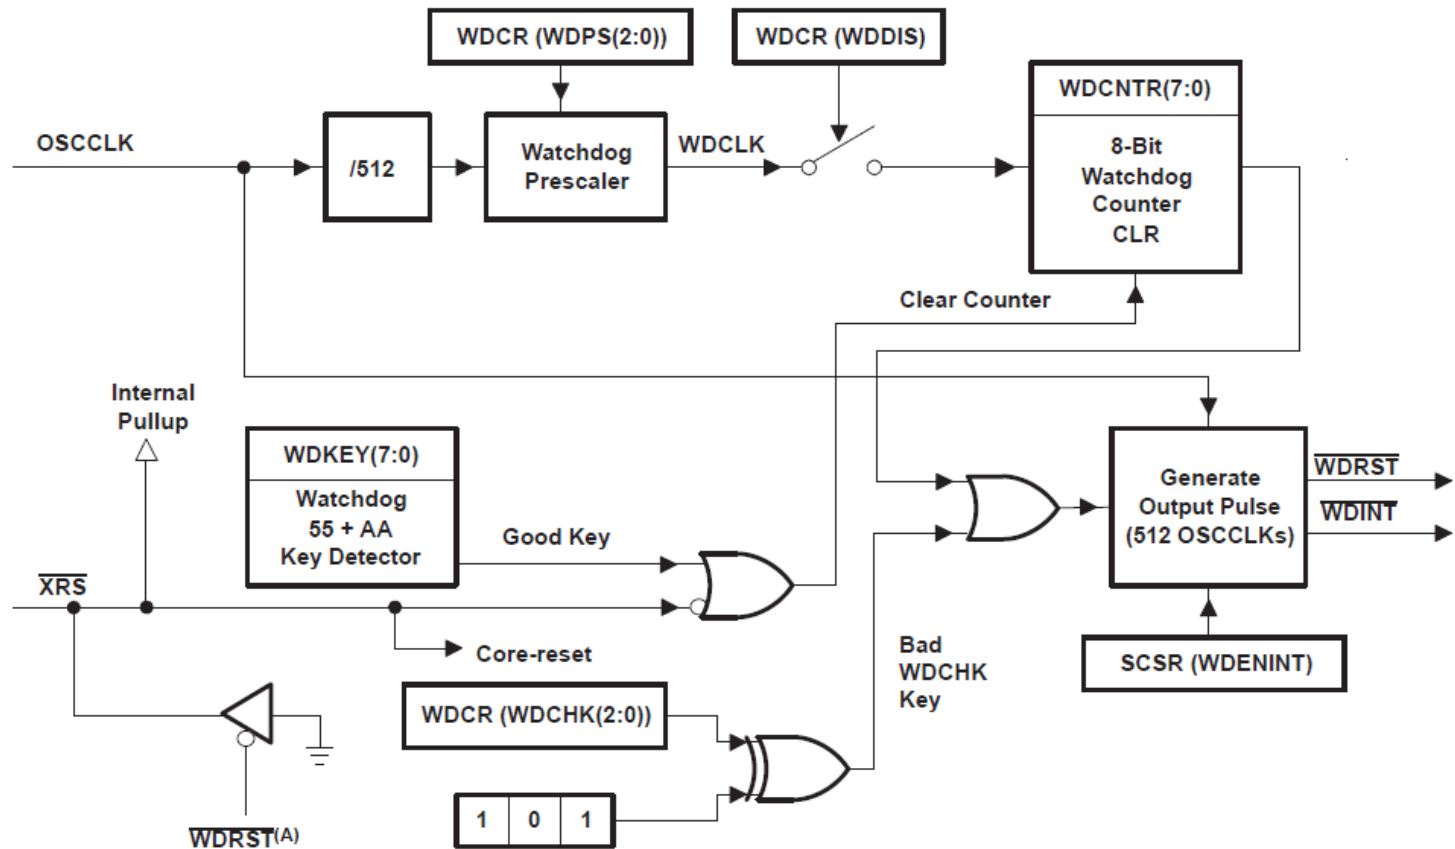 WDCR (WDPS(2:0))
WDCR (WDDIS)
WDCNTR(7:0)
OSCCLK
/512
Watchdog
Prescaler
WDCLK
8-Bit
Watchdog
Counter
CLR
Clear Counter
Internal
Pullup
WDKEY(7:0)
Watchdog
55 + AA
Key Detector
Good Key
Generate
Output Pulse
(512 OSCCLKs)
WDRST
WDINT
XRS
Core-reset
Bad
WDCHK
Key
SCSR (WDENINT)
WDCR (WDCHK(2:0))
1 0 1
WDRST(A)